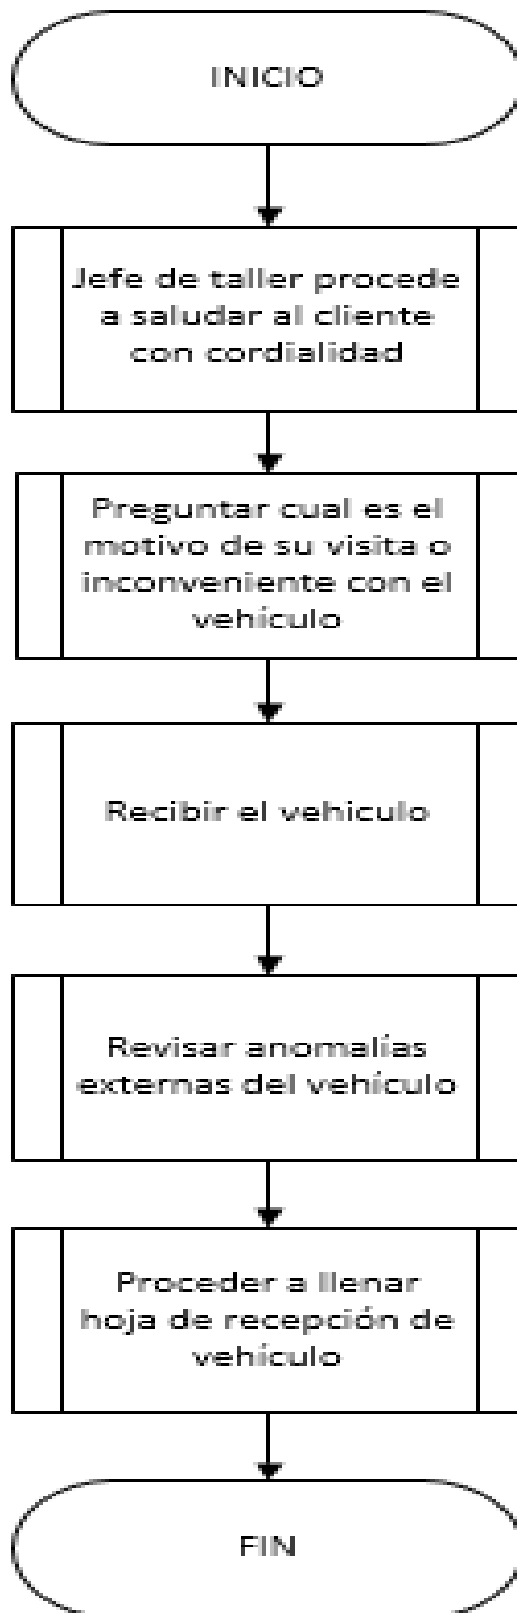 INICIO
Jefe de taller procede
a saludar al cliente
con cordialidad
Preguntar cual es el
motivo de su visita o
inconveniente con el
vehículo
Recibir el vehiculo
Revisar anomalías
externas del vehículo
Proceder a llenar
hoja de recepción de
vehículo
FIN